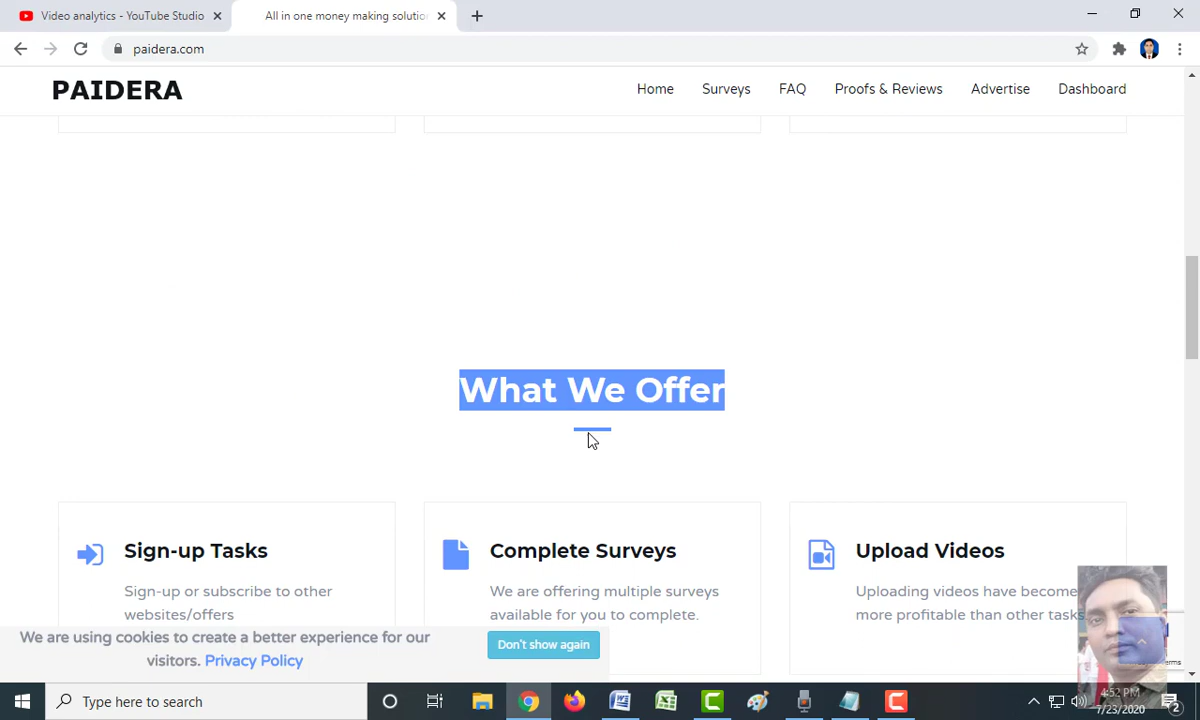 Video analytics - YouTube Studio
All in one money making solution
paidera.com
PAIDERA
Home
Surveys
FAQ
Proofs & Reviews
Advertise
Dashboard
What We Offer
Sign-up Tasks
Sign-up or subscribe to other
websites/offers
Complete Surveys
We are offering multiple surveys
available for you to complete.
Upload Videos
Uploading videos have become
more profitable than other tasks
We are using cookies to create a better experience for our
visitors. Privacy Policy
Don't show again
Type here to search
4:52 PM
7/23/2020
2